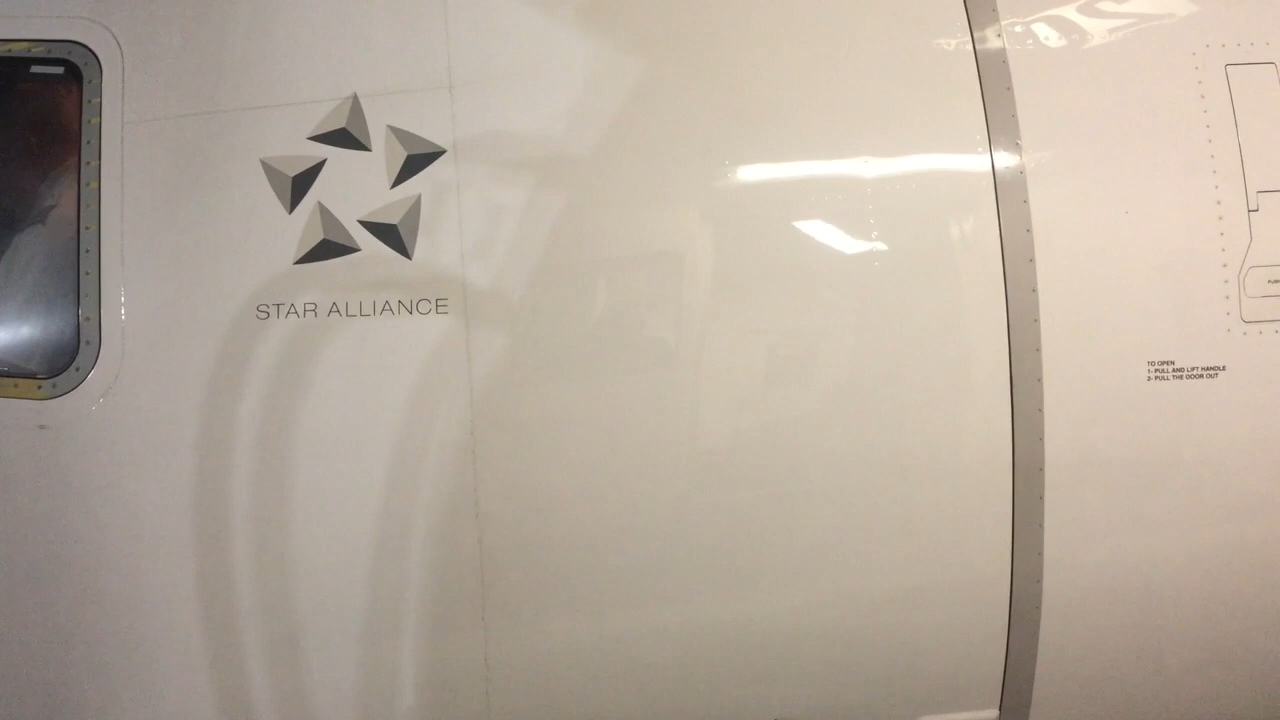 STAR ALLIANCE
TO OPEN
1- PULL AND LIFT HANDLE
2- PULL THE DOOR OUT